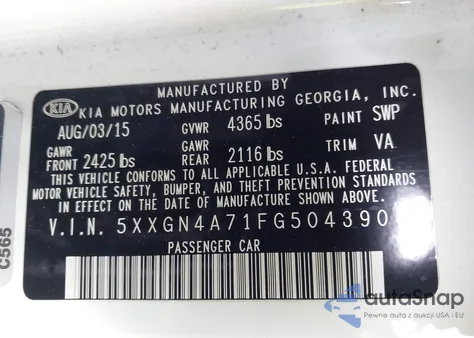 MANUFACTURED BY
KIA KIA MOTORS MANUFACTURING GEORGIA, INC.
AUG/03/15 GVWR 4365 lbs PAINT SWP
GAWR FRONT 2425 lbs GAWR REAR 2116 lbs TRIM VA
THIS VEHICLE CONFORMS TO ALL APPLICABLE U.S.A. FEDERAL
MOTOR VEHICLE SAFETY, BUMPER, AND THEFT PREVENTION STANDARDS
IN EFFECT ON THE DATE OF MANUFACTURE SHOWN ABOVE.
V.I.N. 5XXGN4A71FG504390
PASSENGER CAR
C565
autoSnap
Pewne auta z aukcji USA i EU